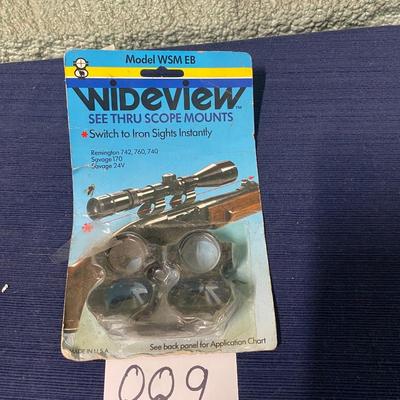 Model WSM EB
WIDEVIEW™
SEE THRU SCOPE MOUNTS
*Switch to Iron Sights Instantly
Remington 742, 760, 740
Savage 170
Savage 24V
See back panel for Application Chart
MADE IN U.S.A.
009